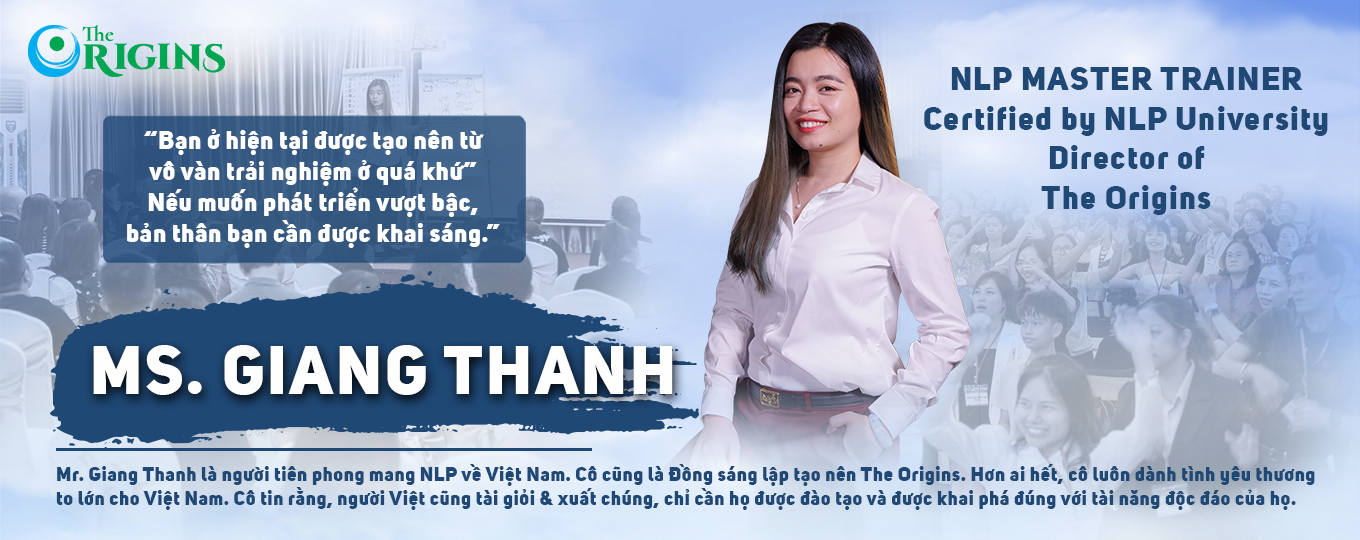 The
ORIGINS
“Bạn ở hiện tại được tạo nên từ
vô vàn trải nghiệm ở quá khứ”
Nếu muốn phát triển vượt bậc,
bản thân bạn cần được khai sáng.”
NLP MASTER TRAINER
Certified by NLP University
Director of
The Origins
MS. GIANG THANH
Mr. Giang Thanh là người tiên phong mang NLP về Việt Nam. Cô cũng là Đồng sáng lập tạo nên The Origins. Hơn ai hết, cô luôn dành tình yêu thương
to lớn cho Việt Nam. Cô tin rằng, người Việt cũng tài giỏi & xuất chúng, chỉ cần họ được đào tạo và được khai phá đúng với tài năng độc đáo của họ.